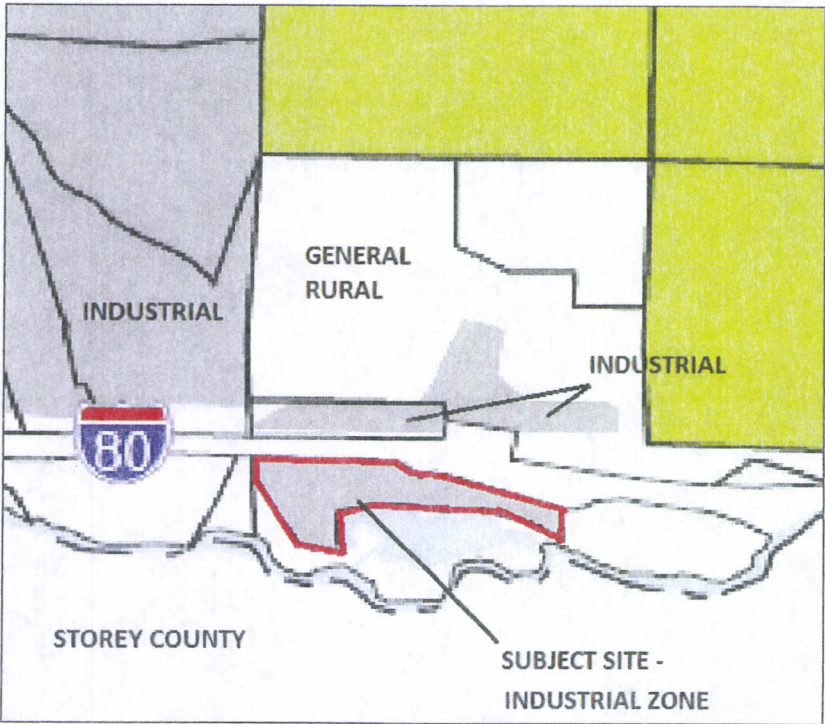 GENERAL
RURAL
INDUSTRIAL
INDUSTRIAL
80
STOREY COUNTY
SUBJECT SITE -
INDUSTRIAL ZONE